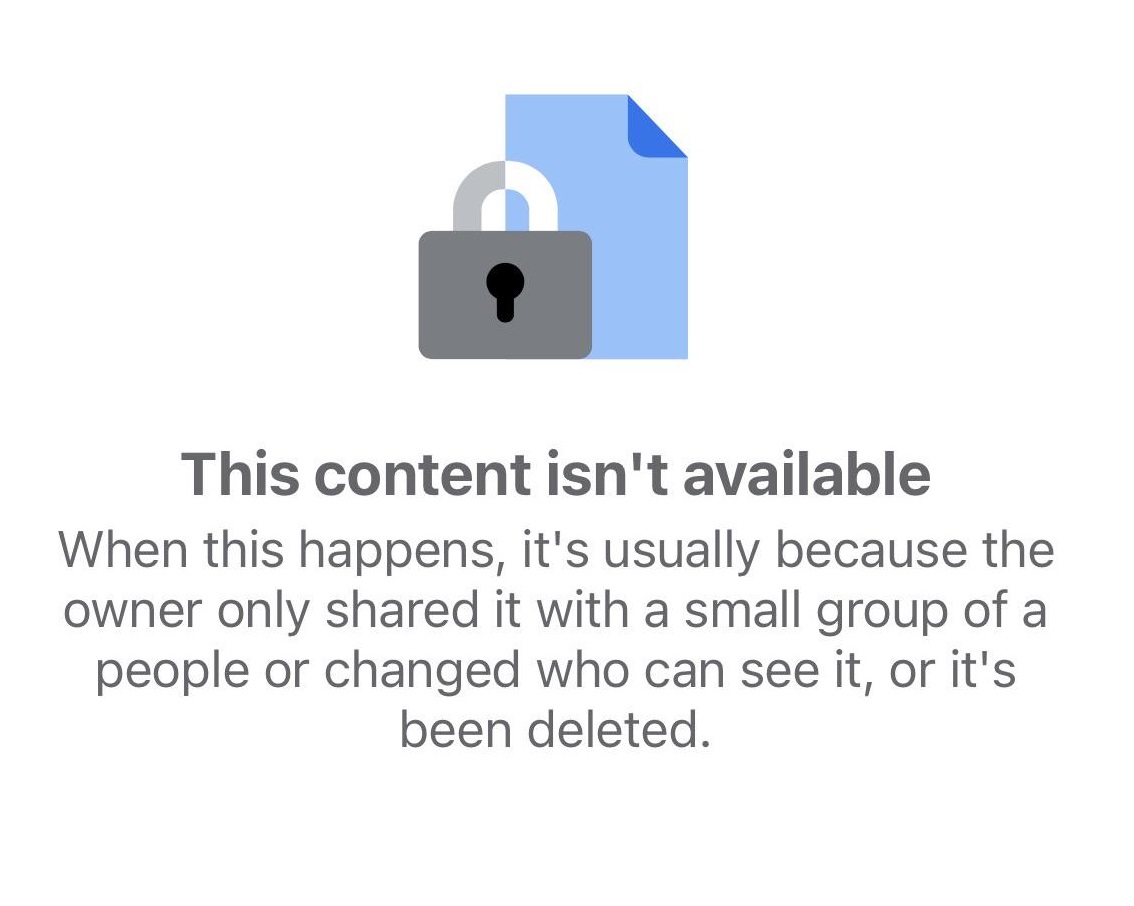 This content isn't available
When this happens, it's usually because the
owner only shared it with a small group of a
people or changed who can see it, or it's
been deleted.